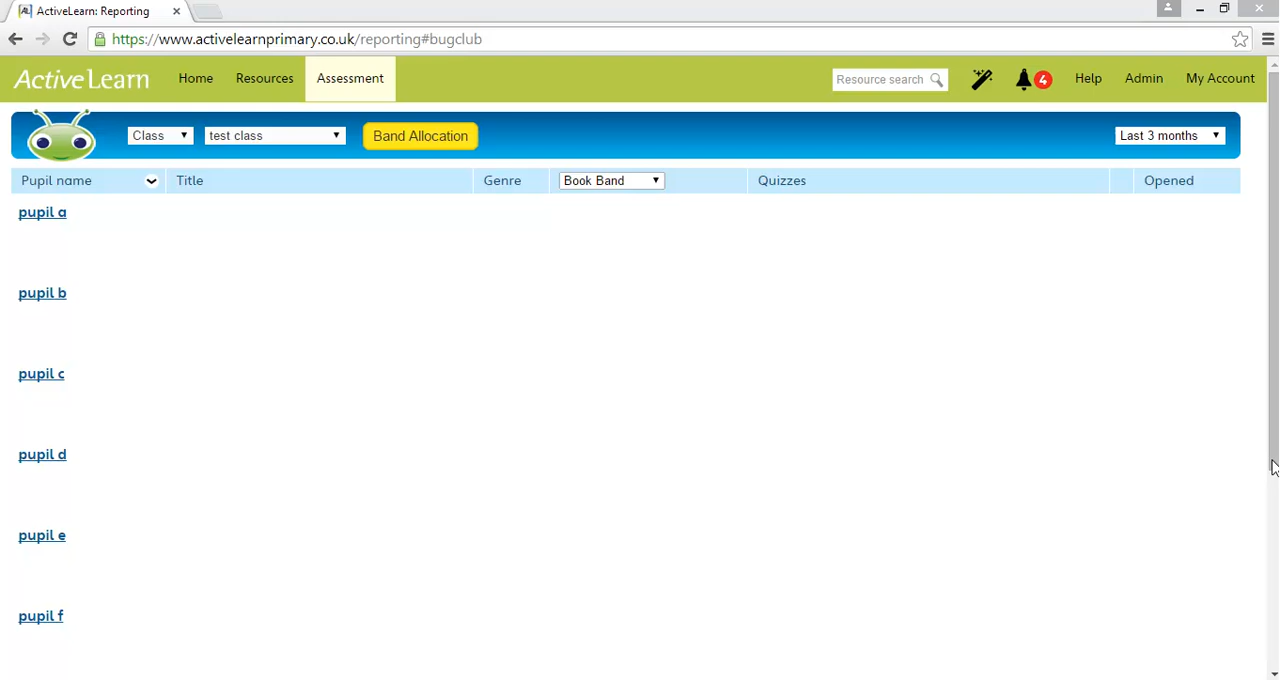 ActiveLearn: Reporting
https://www.activelearnprimary.co.uk/reporting#bugclub
ActiveLearn Home Resources Assessment Resource search 4 Help Admin My Account
Class test class Band Allocation Last 3 months
Pupil name Title Genre Book Band Quizzes Opened
pupil a
pupil b
pupil c
pupil d
pupil e
pupil f